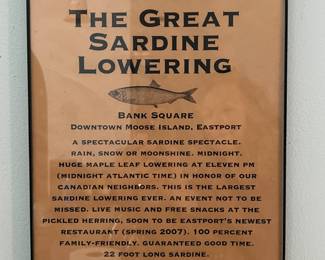 THE GREAT
SARDINE
LOWERING
BANK SQUARE
DOWNTOWN MOOSE ISLAND, EASTPORT
A SPECTACULAR SARDINE SPECTACLE.
RAIN, SNOW OR MOONSHINE. MIDNIGHT.
HUGE MAPLE LEAF LOWERING AT ELEVEN PM
(MIDNIGHT ATLANTIC TIME) IN HONOR OF OUR
CANADIAN NEIGHBORS. THIS IS THE LARGEST
SARDINE LOWERING EVER. AN EVENT NOT TO BE
MISSED. LIVE MUSIC AND FREE SNACKS AT THE
PICKLED HERRING, SOON TO BE EASTPORT'S NEWEST
RESTAURANT (SPRING 2007). 100 PERCENT
FAMILY-FRIENDLY. GUARANTEED GOOD TIME.
22 FOOT LONG SARDINE.